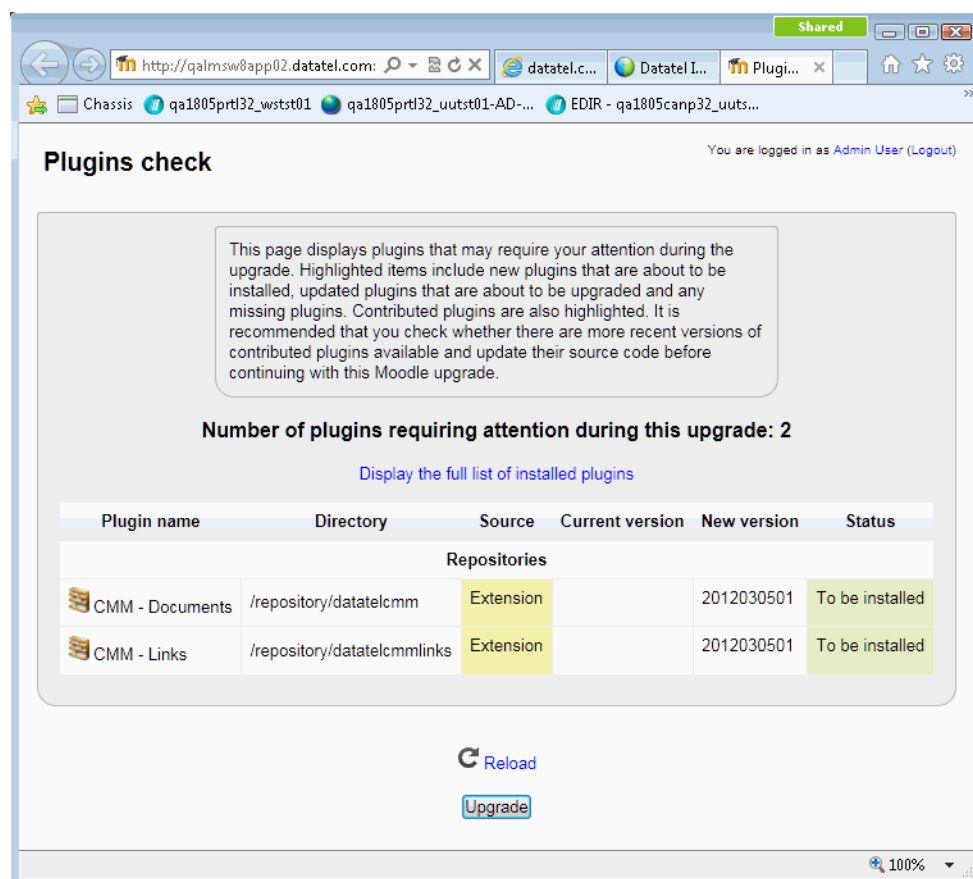 Shared
http://qalmsw8app02.datatel.com:
datatel.c...
Datatel I...
Plugi...
Chassis
qa1805prtl32_wstst01
qa1805prtl32_uutst01-AD-...
EDIR - qa1805canp32_uuts...
Plugins check
You are logged in as Admin User (Logout)
This page displays plugins that may require your attention during the
upgrade. Highlighted items include new plugins that are about to be
installed, updated plugins that are about to be upgraded and any
missing plugins. Contributed plugins are also highlighted. It is
recommended that you check whether there are more recent versions of
contributed plugins available and update their source code before
continuing with this Moodle upgrade.
Number of plugins requiring attention during this upgrade: 2
Display the full list of installed plugins
Plugin name Directory Source Current version New version Status
Repositories
CMM - Documents /repository/datatelcmm Extension 2012030501 To be installed
CMM - Links /repository/datatelcmmlinks Extension 2012030501 To be installed
Reload
Upgrade
100%